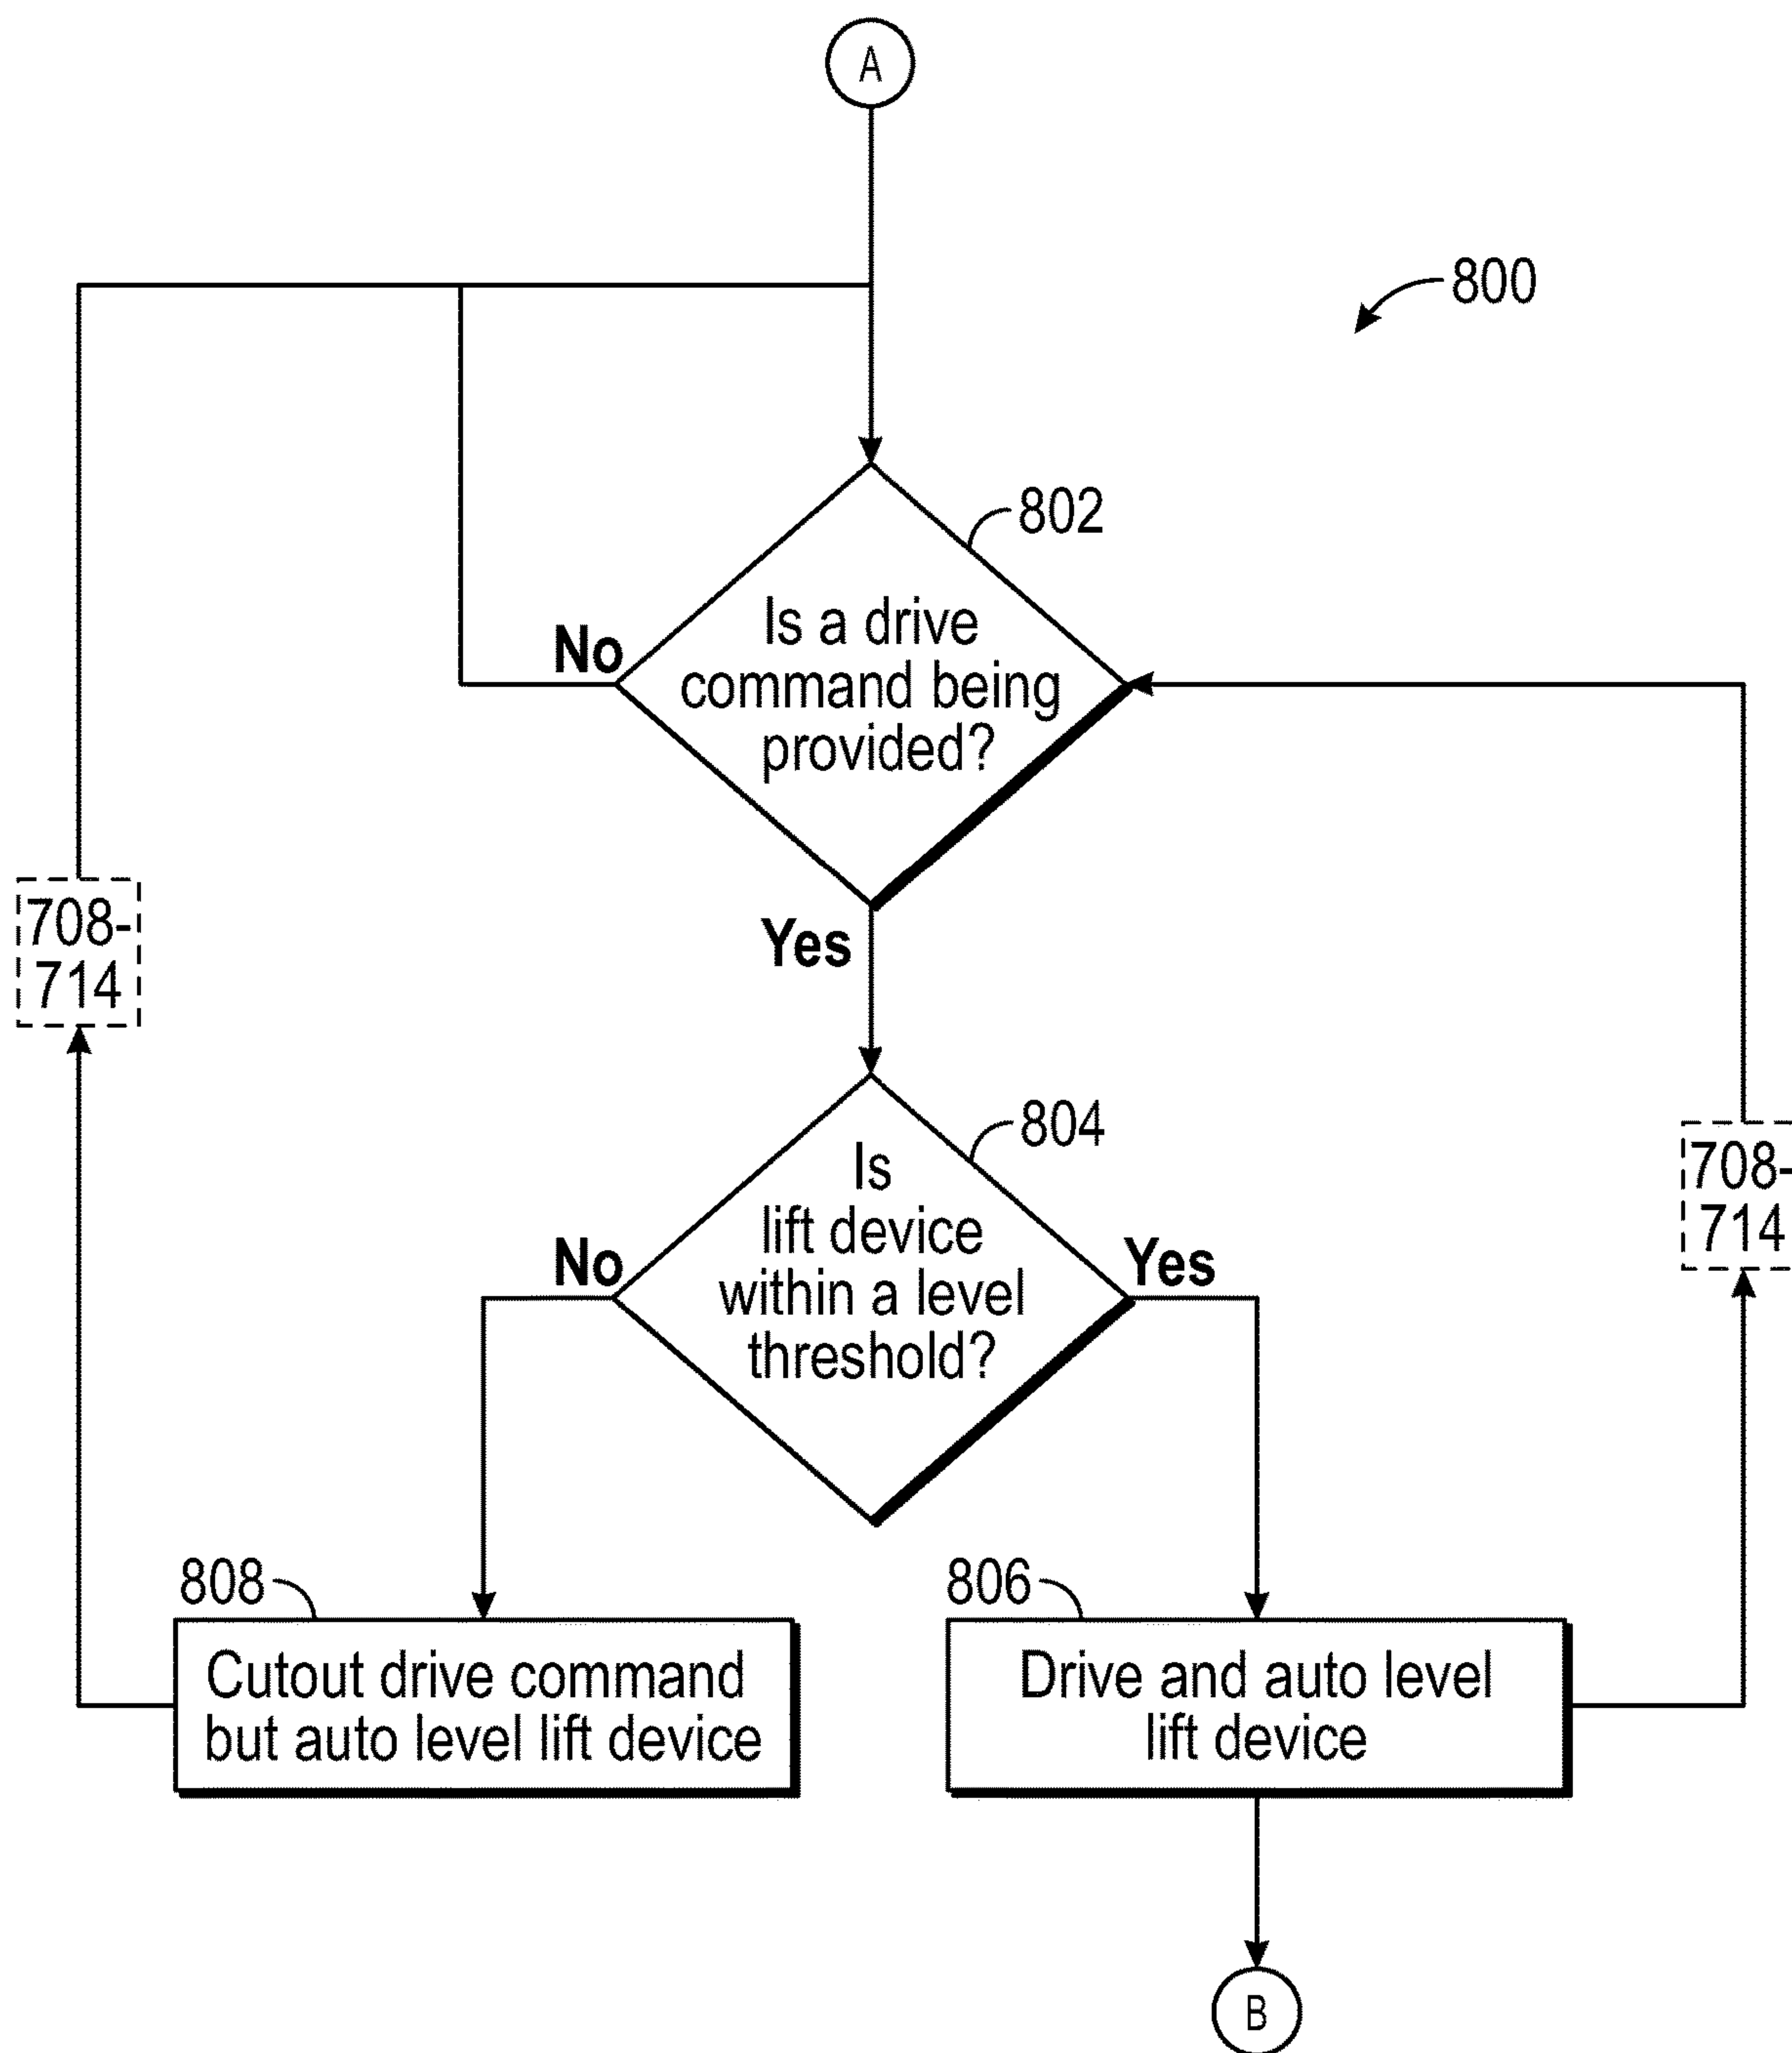 A
800
802
Is a drive
command being
provided?
No
Yes
708-
714
804
Is
lift device
within a level
threshold?
No
Yes
708-
714
808
Cutout drive command
but auto level lift device
806
Drive and auto level
lift device
B